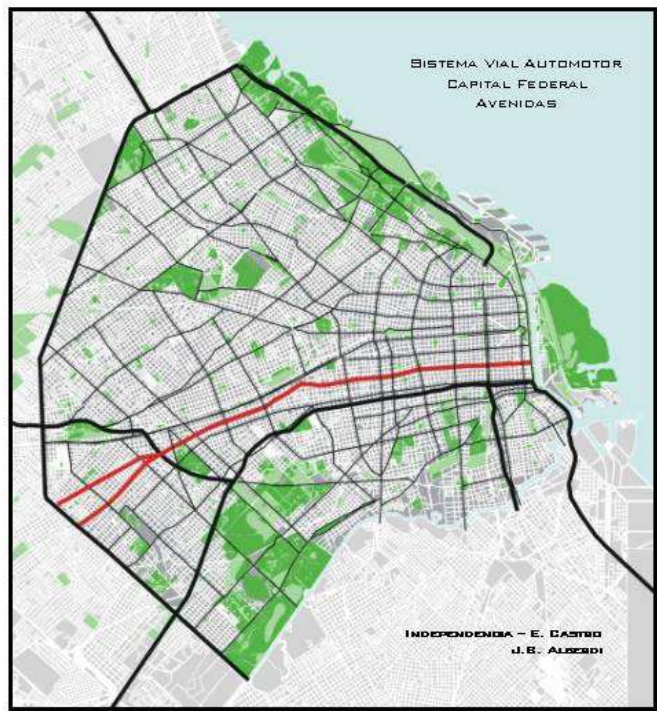 SISTEMA VIAL AUTOMOTOR
CAPITAL FEDERAL
AVENIDAS
INDEPENDENCIA – E. CASTRO
J.B. ALBERDI